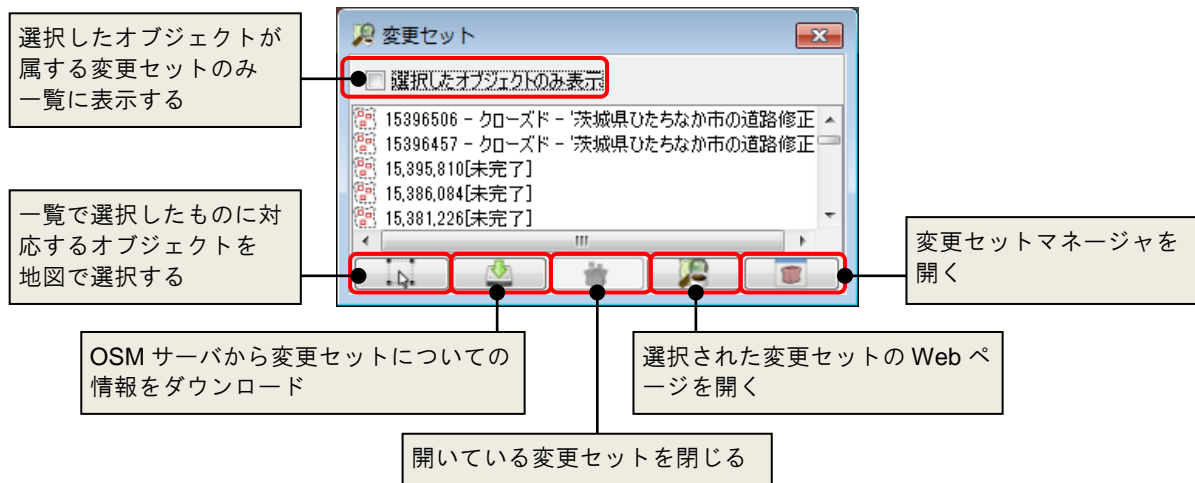 選択したオブジェクトが
属する変更セットのみ
一覧に表示する
変更セット
選択したオブジェクトのみ表示
15396506 - クローズド - '茨城県ひたちなか市の道路修正
15396457 - クローズド - '茨城県ひたちなか市の道路修正
15,395,810[未完了]
15,386,084[未完了]
15,381,226[未完了]
一覧で選択したものに対
応するオブジェクトを
地図で選択する
変更セットマネージャを
開く
OSM サーバから変更セットについての
情報をダウンロード
選択された変更セットの Web ペ
ージを開く
開いている変更セットを閉じる